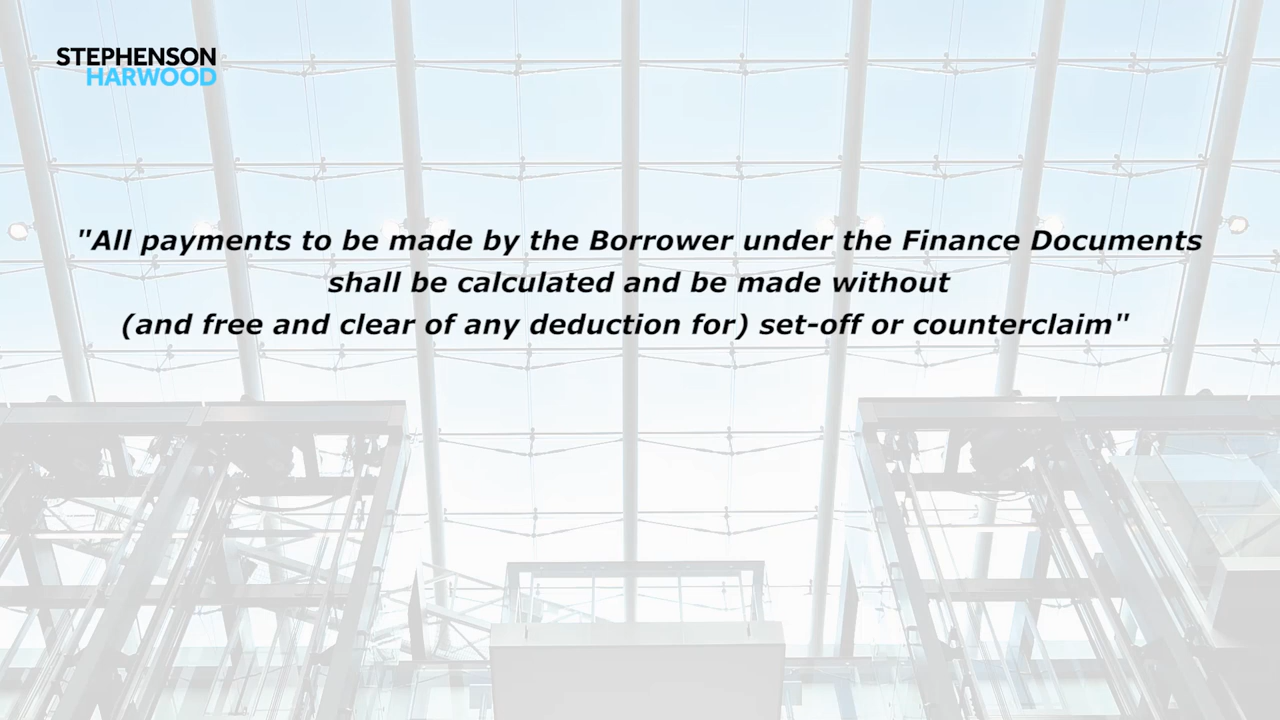 STEPHENSON
HARWOOD
"All payments to be made by the Borrower under the Finance Documents
shall be calculated and be made without
(and free and clear of any deduction for) set-off or counterclaim"